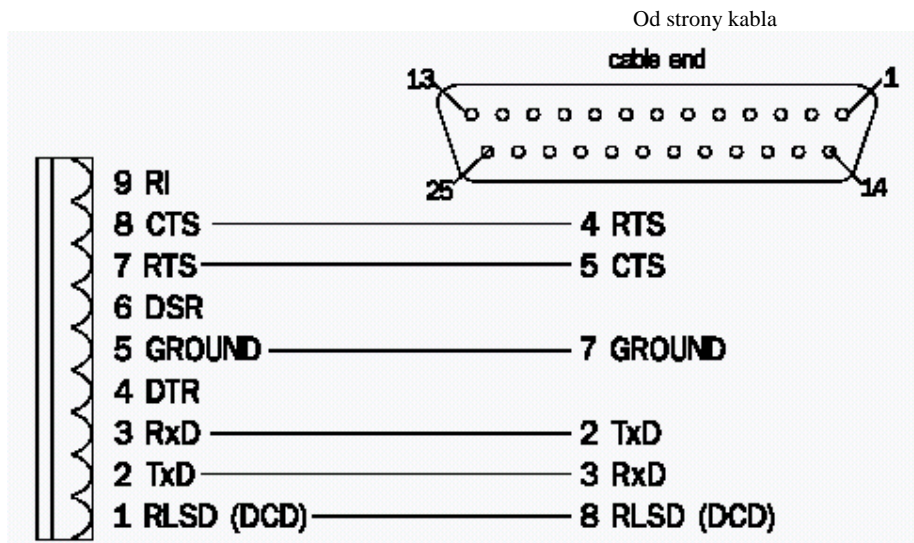 Od strony kabla
cable end
13
1
25
14
9 RI
8 CTS
4 RTS
7 RTS
5 CTS
6 DSR
5 GROUND
7 GROUND
4 DTR
3 RxD
2 TxD
2 TxD
3 RxD
1 RLSD (DCD)
8 RLSD (DCD)